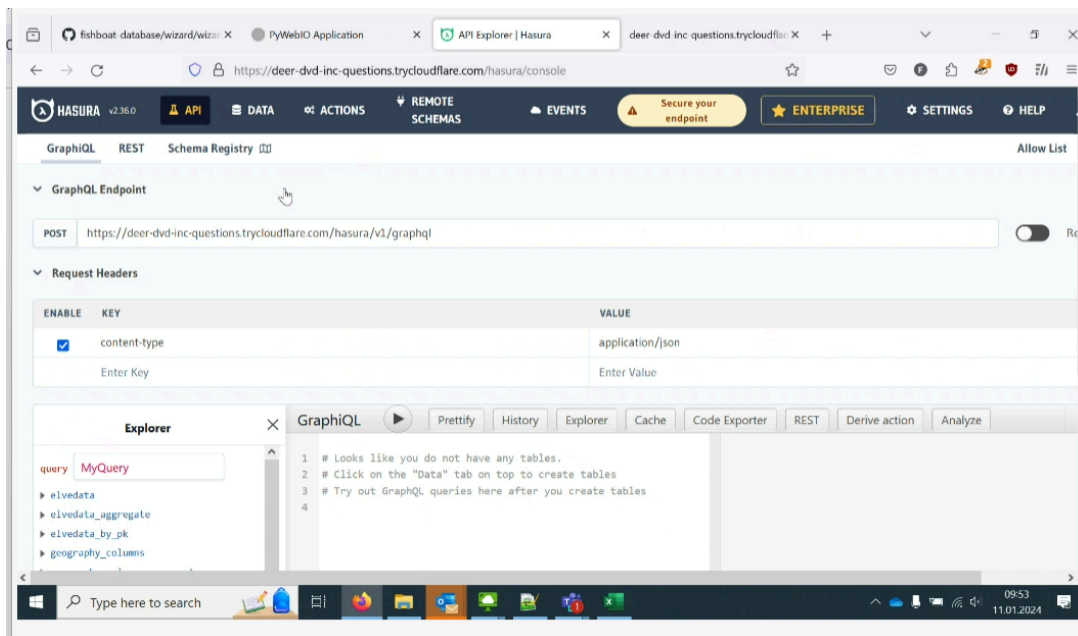 fishboat-database/wizard/wizar
PyWebIO Application
API Explorer | Hasura
deer-dvd-inc-questions.trycloudflar
https://deer-dvd-inc-questions.trycloudflare.com/hasura/console
HASURA v2.36.0 API DATA ACTIONS REMOTE SCHEMAS EVENTS Secure your endpoint ENTERPRISE SETTINGS HELP
GraphiQL REST Schema Registry Allow List
GraphQL Endpoint
POST https://deer-dvd-inc-questions.trycloudflare.com/hasura/v1/graphql
Request Headers
ENABLE KEY VALUE
content-type application/json
Enter Key Enter Value
Explorer GraphiQL Prettify History Explorer Cache Code Exporter REST Derive action Analyze
query MyQuery
elvedata
elvedata_aggregate
elvedata_by_pk
geography_columns
1 # Looks like you do not have any tables.
2 # Click on the "Data" tab on top to create tables
3 # Try out GraphQL queries here after you create tables
4
Type here to search
09:53
11.01.2024